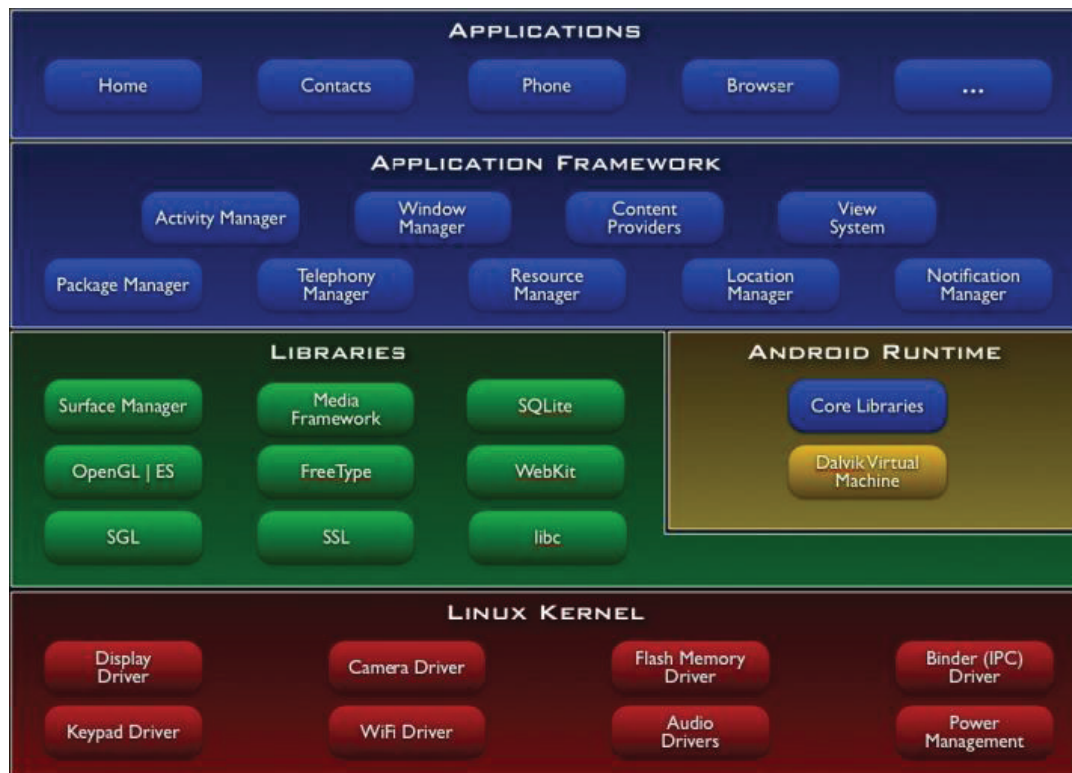 APPLICATIONS
Home
Contacts
Phone
Browser
...
APPLICATION FRAMEWORK
Activity Manager
Window
Manager
Content
Providers
View
System
Package Manager
Telephony
Manager
Resource
Manager
Location
Manager
Notification
Manager
LIBRARIES
Surface Manager
Media
Framework
SQLite
OpenGL | ES
FreeType
WebKit
SGL
SSL
libc
ANDROID RUNTIME
Core Libraries
Dalvik Virtual
Machine
LINUX KERNEL
Display
Driver
Camera Driver
Flash Memory
Driver
Binder (IPC)
Driver
Keypad Driver
WiFi Driver
Audio
Drivers
Power
Management